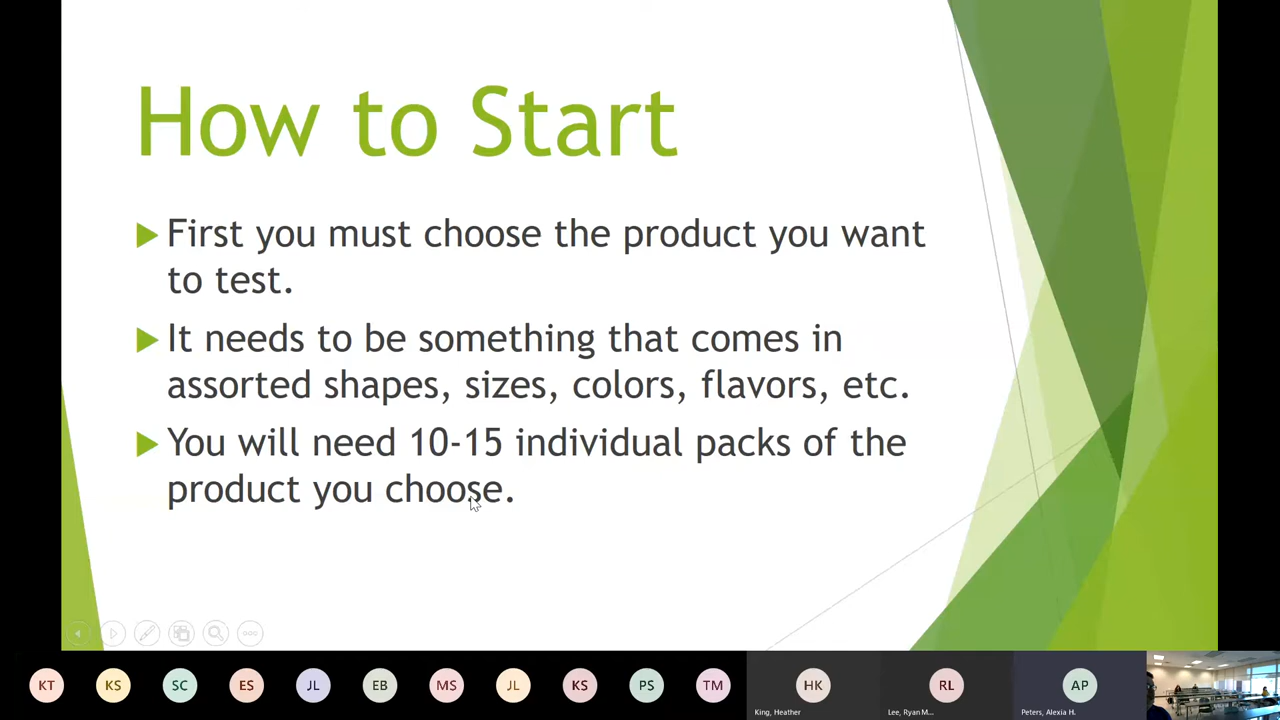 How to Start
First you must choose the product you want
to test.
It needs to be something that comes in
assorted shapes, sizes, colors, flavors, etc.
You will need 10-15 individual packs of the
product you choose.
KT KS SC ES JL EB MS JL KS PS TM HK RL AP
King, Heather Lee, Ryan M... Peters, Alexia H.